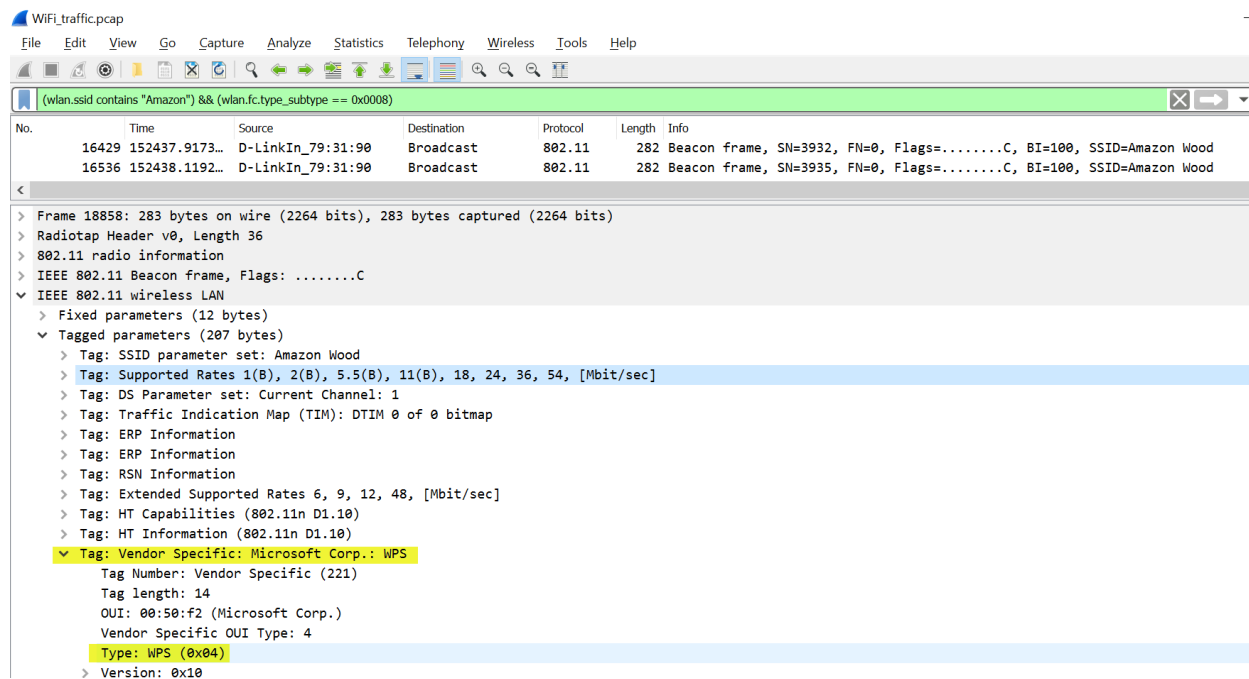 WiFi_traffic.pcap
File Edit View Go Capture Analyze Statistics Telephony Wireless Tools Help
(wlan.ssid contains "Amazon") && (wlan.fc.type_subtype == 0x0008)
No. Time Source Destination Protocol Length Info
16429 152437.9173… D-LinkIn_79:31:90 Broadcast 802.11 282 Beacon frame, SN=3932, FN=0, Flags=........C, BI=100, SSID=Amazon Wood
16536 152438.1192… D-LinkIn_79:31:90 Broadcast 802.11 282 Beacon frame, SN=3935, FN=0, Flags=........C, BI=100, SSID=Amazon Wood
Frame 18858: 283 bytes on wire (2264 bits), 283 bytes captured (2264 bits)
Radiotap Header v0, Length 36
802.11 radio information
IEEE 802.11 Beacon frame, Flags: ........C
IEEE 802.11 wireless LAN
Fixed parameters (12 bytes)
Tagged parameters (207 bytes)
Tag: SSID parameter set: Amazon Wood
Tag: Supported Rates 1(B), 2(B), 5.5(B), 11(B), 18, 24, 36, 54, [Mbit/sec]
Tag: DS Parameter set: Current Channel: 1
Tag: Traffic Indication Map (TIM): DTIM 0 of 0 bitmap
Tag: ERP Information
Tag: ERP Information
Tag: RSN Information
Tag: Extended Supported Rates 6, 9, 12, 48, [Mbit/sec]
Tag: HT Capabilities (802.11n D1.10)
Tag: HT Information (802.11n D1.10)
Tag: Vendor Specific: Microsoft Corp.: WPS
Tag Number: Vendor Specific (221)
Tag length: 14
OUI: 00:50:f2 (Microsoft Corp.)
Vendor Specific OUI Type: 4
Type: WPS (0x04)
Version: 0x10